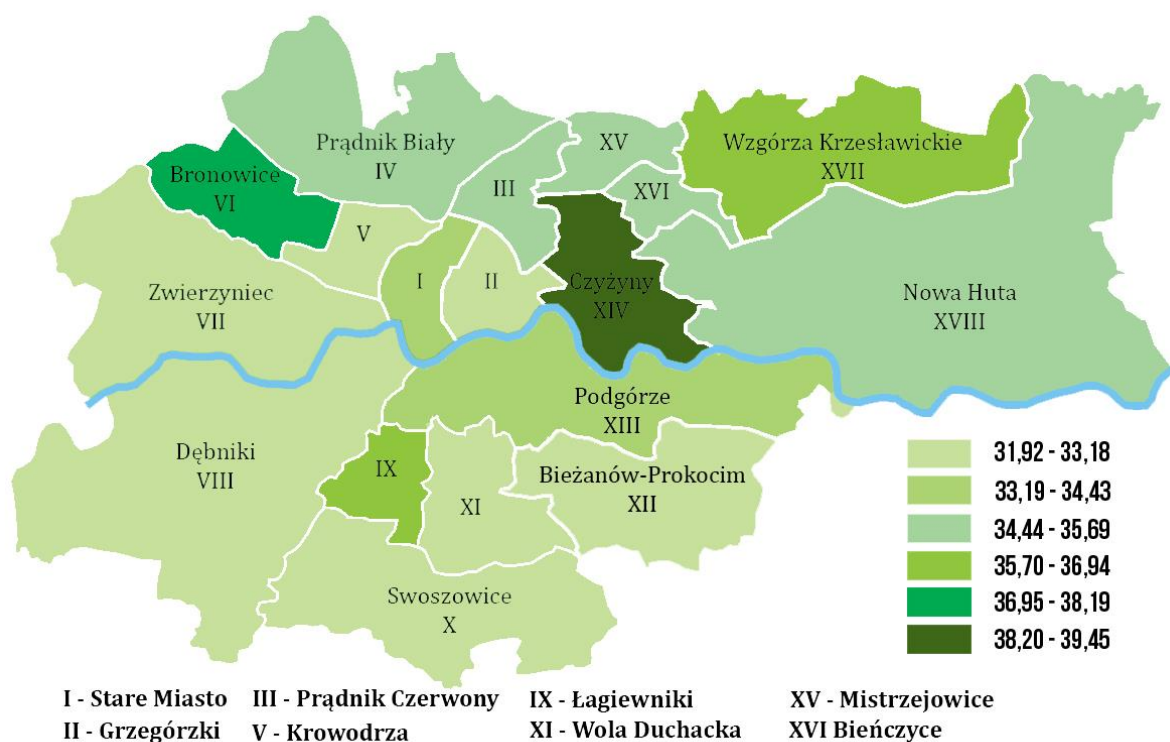 Prądnik Biały
IV
XV
Wzgórza Krzesławickie
XVII
Bronowice
VI
III
XVI
V
I
II
Czyżyny
XIV
Zwierzyniec
VII
Nowa Huta
XVIII
Podgórze
XIII
Dębniki
VIII
IX
XI
Bieżanów-Prokocim
XII
Swoszowice
X
31,92 - 33,18
33,19 - 34,43
34,44 - 35,69
35,70 - 36,94
36,95 - 38,19
38,20 - 39,45
I - Stare Miasto III - Prądnik Czerwony IX - Łagiewniki XV - Mistrzejowice
II - Grzegórzki V - Krowodrza XI - Wola Duchacka XVI Bieńczyce